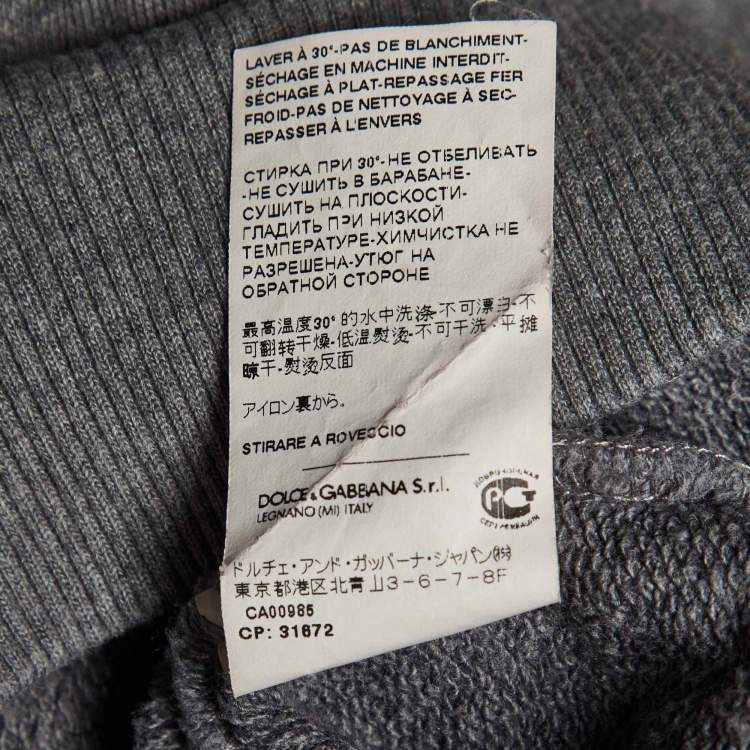 LAVER À 30°-PAS DE BLANCHIMENT-
SÉCHAGE EN MACHINE INTERDIT-
SÉCHAGE À PLAT-REPASSAGE FER
FROID-PAS DE NETTOYAGE À SEC-
REPASSER À L'ENVERS
СТИРКА ПРИ 30°-НЕ ОТБЕЛИВАТЬ
-НЕ СУШИТЬ В БАРАБАНЕ-
СУШИТЬ НА ПЛОСКОСТИ-
ГЛАДИТЬ ПРИ НИЗКОЙ
ТЕМПЕРАТУРЕ-ХИМЧИСТКА НЕ
РАЗРЕШЕНА-УТЮГ НА
ОБРАТНОЙ СТОРОНЕ
最高温度30°的水中洗涤-不可漂白-不
可翻转干燥-低温熨烫-不可干洗-平摊
晾干-熨烫反面
アイロン裏から。
STIRARE A ROVESCIO
DOLCE&GABBANA S.r.l.
LEGNANO (MI) ITALY
ドルチェ・アンド・ガッバーナ・ジャパン(株)
東京都港区北青山3-6-7-8F
CA00985
CP: 31672